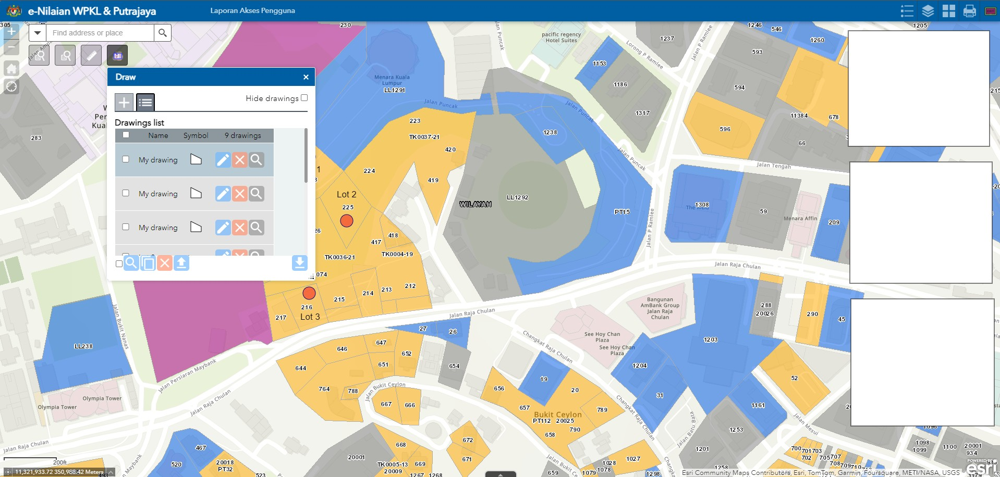 e-Nilaian WPKL & Putrajaya
Laporan Akses Pengguna
Find address or place
Draw
Hide drawings
Drawings list
Name
Symbol
9 drawings
My drawing
My drawing
My drawing
305
230
Menara Kuala
Lumpur
LL1291
Jalan Puncak
Jalan Puncak
Jalan Puncak
Jalan Puncak
pacific regency
Hotel Suites
Lorong P Ramlee
Jalan P Ramlee
1237
1246
546
1260
1205
593
594
1153
1186
1317
11384
678
596
66
283
223
TK0037-21
420
224
419
1238
Lot 2
225
WILAYAH
LL1292
PT15
Jalan P Ramlee
Jalan Tengah
1308
The Weld
59
Menara Affin
209
417
418
TK0036-21
TK0004-19
212
213
214
215
216
217
Lot 3
Jalan Raja Chulan
Jalan Raja Chulan
Bangunan
AmBank Group
Jalan Raja
Chulan
288
20026
290
45
27
26
See Hoy Chan
Plaza
See Hoy Chan
Plaza
Changkat Raja Chulan
1203
1204
31
1161
52
LL238
Jalan Bukit Nanas
Jalan Persiaran Maybank
Olympia Tower
Olympia Tower
Jalan Raja Chulan
Jalan Raja Chulan
646
647
652
644
651
654
764
788
Jalan Bukit Ceylon
667
666
656
19
20
657
789
Bukit Ceylon
PT112
20025
658
790
Changkat Raja Chulan
Jalan Batu Bata
1253
1201
1258
Jalan Mesui
467
520
20018
PT32
523
20001
668
TK0005-13
20009
669
672
671
1267
1268
659
1079
1028
1078
1027
1298
700
701
703
702
705
707
708
709
710
1098
1099
1100
20001
934
200ft
11,321,933.72 350,988.42 Meters
Esri Community Maps Contributors, Esri, TomTom, Garmin, Foursquare, METI/NASA, USGS
POWERED BY
esri